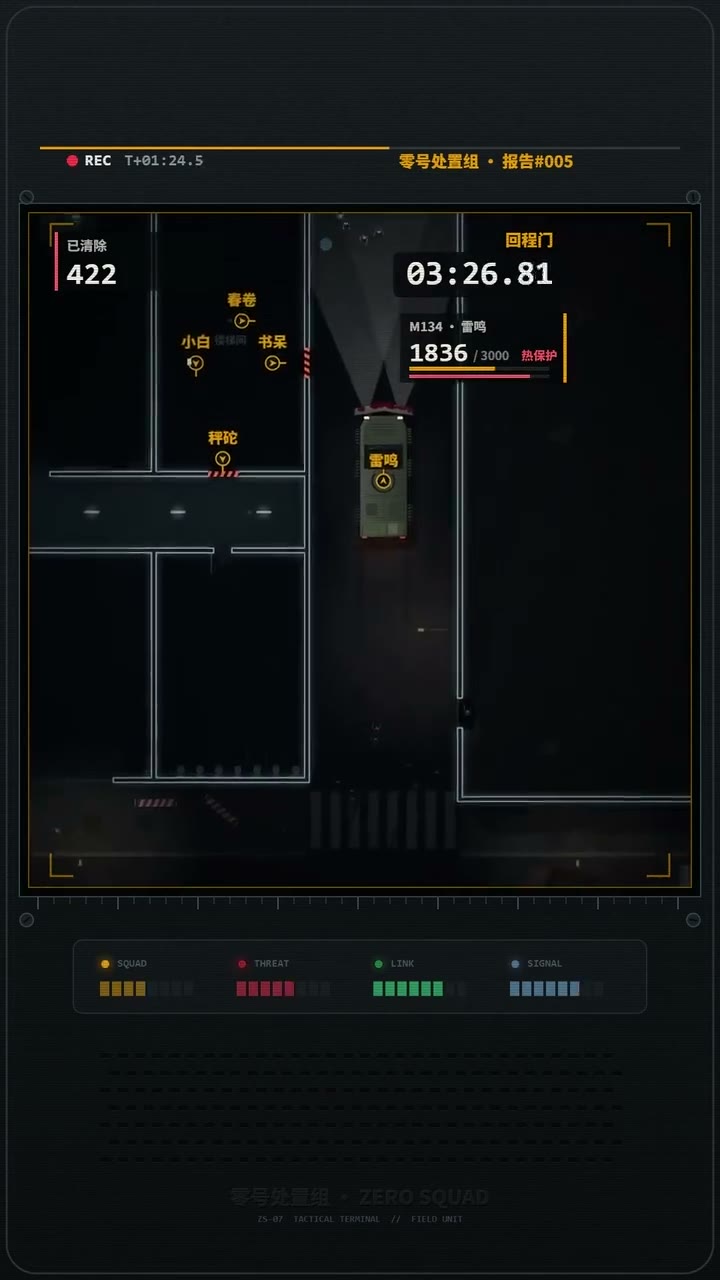 REC T+01:24.5
零号处置组 · 报告#005
已清除
422
回程门
03:26.81
M134 · 雷鸣
1836 / 3000 热保护
春卷
小白
书呆
秤砣
雷鸣
SQUAD
THREAT
LINK
SIGNAL
零号处置组 · ZERO SQUAD
ZS-07 TACTICAL TERMINAL // FIELD UNIT